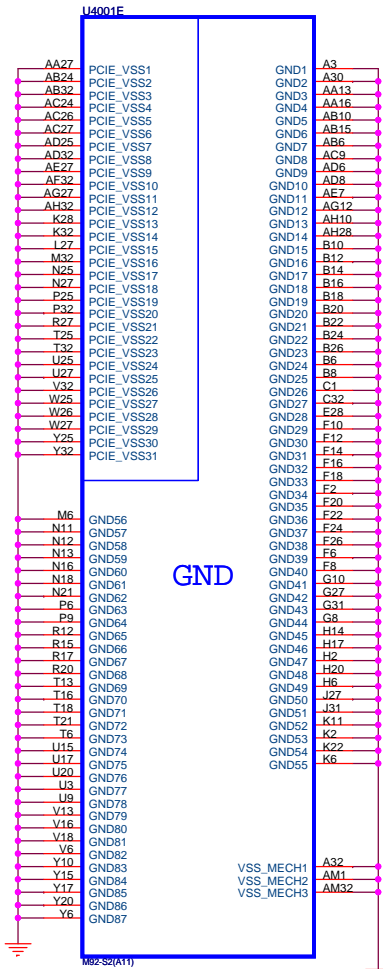 U4001E
AA27 PCIE_VSS1
AB24 PCIE_VSS2
AB32 PCIE_VSS3
AC24 PCIE_VSS4
AC26 PCIE_VSS5
AC27 PCIE_VSS6
AD25 PCIE_VSS7
AD32 PCIE_VSS8
AE27 PCIE_VSS9
AF32 PCIE_VSS10
AG27 PCIE_VSS11
AH32 PCIE_VSS12
K28 PCIE_VSS13
K32 PCIE_VSS14
L27 PCIE_VSS15
M32 PCIE_VSS16
N25 PCIE_VSS17
N27 PCIE_VSS18
P25 PCIE_VSS19
P32 PCIE_VSS20
R27 PCIE_VSS21
T25 PCIE_VSS22
T32 PCIE_VSS23
U25 PCIE_VSS24
U27 PCIE_VSS25
V32 PCIE_VSS26
W25 PCIE_VSS27
W26 PCIE_VSS28
W27 PCIE_VSS29
Y25 PCIE_VSS30
Y32 PCIE_VSS31
M6 GND56
N11 GND57
N12 GND58
N13 GND59
N16 GND60
N18 GND61
N21 GND62
P6 GND63
P9 GND64
R12 GND65
R15 GND66
R17 GND67
R20 GND68
T13 GND69
T16 GND70
T18 GND71
T21 GND72
T6 GND73
U15 GND74
U17 GND75
U20 GND76
U3 GND77
U9 GND78
V13 GND79
V16 GND80
V18 GND81
V6 GND82
Y10 GND83
Y15 GND84
Y17 GND85
Y20 GND86
Y6 GND87
GND
GND1 A3
GND2 A30
GND3 AA13
GND4 AA16
GND5 AB10
GND6 AB15
GND7 AB6
GND8 AC9
GND9 AD6
GND10 AD8
GND11 AE7
GND12 AG12
GND13 AH10
GND14 AH28
GND15 B10
GND16 B12
GND17 B14
GND18 B16
GND19 B18
GND20 B20
GND21 B22
GND22 B24
GND23 B26
GND24 B6
GND25 B8
GND26 C1
GND27 C32
GND28 E28
GND29 F10
GND30 F12
GND31 F14
GND32 F16
GND33 F18
GND34 F2
GND35 F20
GND36 F22
GND37 F24
GND38 F26
GND39 F6
GND40 F8
GND41 G10
GND42 G27
GND43 G31
GND44 G8
GND45 H14
GND46 H17
GND47 H2
GND48 H20
GND49 H6
GND50 J27
GND51 J31
GND52 K11
GND53 K2
GND54 K22
GND55 K6
VSS_MECH1 A32
VSS_MECH2 AM1
VSS_MECH3 AM32
M92-S2(A11)